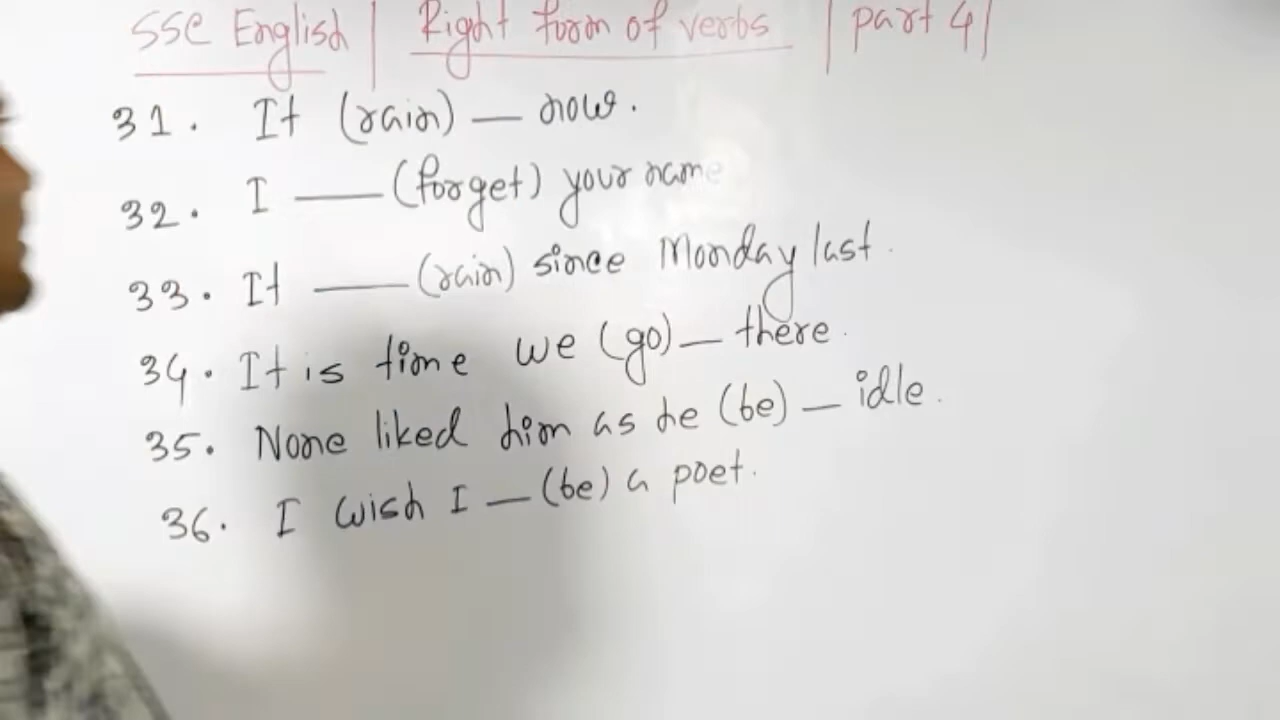 SSC English | Right form of verbs | part 4 |
31. It (rain) — now.
32. I — (forget) your name
33. It — (rain) since Monday last.
34. It is time we (go) — there.
35. None liked him as he (be) — idle.
36. I wish I — (be) a poet.